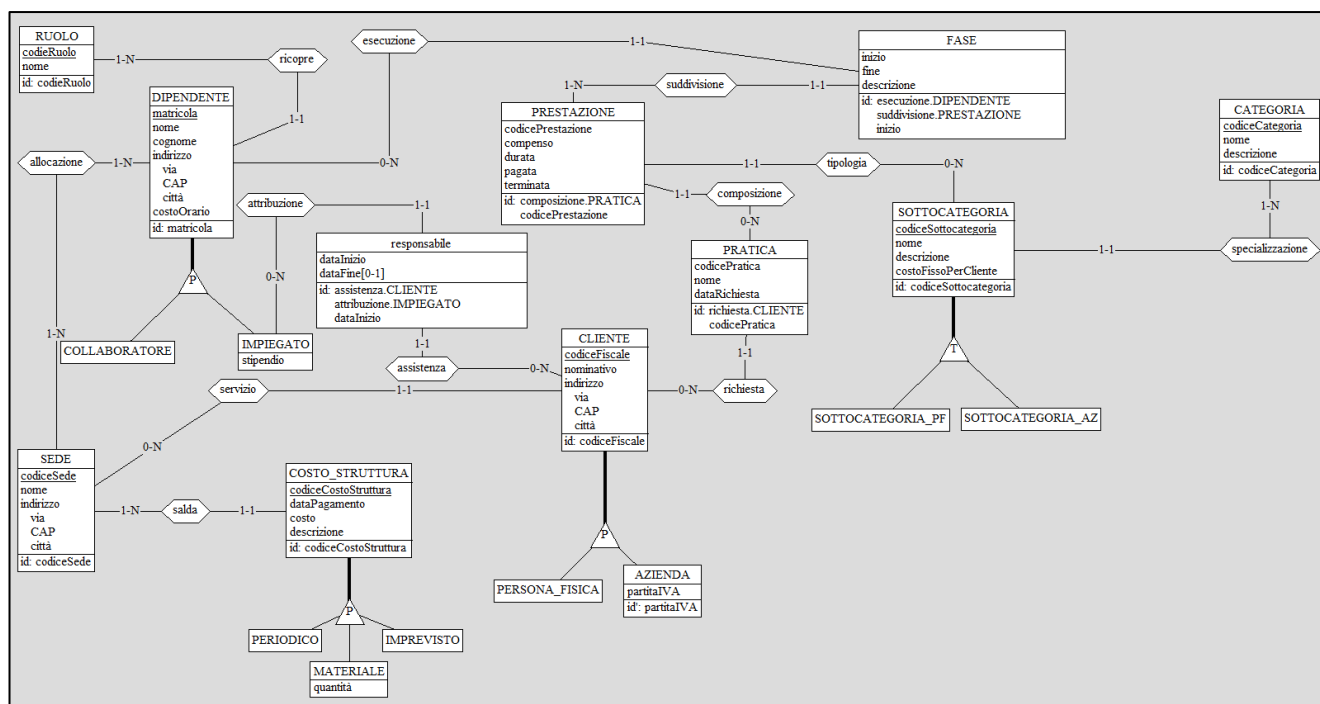 RUOLO
codieRuolo
nome
id: codieRuolo
1-N
ricopre
1-1
esecuzione
1-1
0-N
FASE
inizio
fine
descrizione
id: esecuzione.DIPENDENTE
suddivisione.PRESTAZIONE
inizio
1-N
suddivisione
1-1
DIPENDENTE
matricola
nome
cognome
indirizzo
via
CAP
città
costoOrario
id: matricola
allocazione
1-N
1-N
PRESTAZIONE
codicePrestazione
compenso
durata
pagata
terminata
id: composizione.PRATICA
codicePrestazione
1-1
tipologia
0-N
1-1
composizione
0-N
CATEGORIA
codiceCategoria
nome
descrizione
id: codiceCategoria
1-N
specializzazione
1-1
SOTTOCATEGORIA
codiceSottocategoria
nome
descrizione
costoFissoPerCliente
id: codiceSottocategoria
T
SOTTOCATEGORIA_PF
SOTTOCATEGORIA_AZ
attribuzione
1-1
0-N
responsabile
dataInizio
dataFine[0-1]
id: assistenza.CLIENTE
attribuzione.IMPIEGATO
dataInizio
1-1
assistenza
0-N
P
COLLABORATORE
IMPIEGATO
stipendio
PRATICA
codicePratica
nome
dataRichiesta
id: richiesta.CLIENTE
codicePratica
1-1
richiesta
0-N
CLIENTE
codiceFiscale
nominativo
indirizzo
via
CAP
città
id: codiceFiscale
servizio
1-1
0-N
P
PERSONA_FISICA
AZIENDA
partitaIVA
id': partitaIVA
SEDE
codiceSede
nome
indirizzo
via
CAP
città
id: codiceSede
1-N
salda
1-1
COSTO_STRUTTURA
codiceCostoStruttura
dataPagamento
costo
descrizione
id: codiceCostoStruttura
P
PERIODICO
IMPREVISTO
MATERIALE
quantità